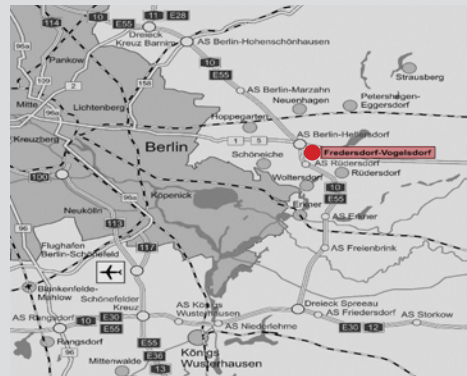 114
10
11
E28
E55
Dreieck
Kreuz Barnim
AS Berlin-Hohenschönhausen
96a
Pankow
10
109
2
158
E55
Strausberg
AS Berlin-Marzahn
Neuenhagen
Petershagen-
Eggersdorf
Mitte
Lichtenberg
Hoppegarten
AS Berlin-Hellersdorf
Kreuzberg
Berlin
1
5
Fredersdorf-Vogelsdorf
Schöneiche
AS Rüdersdorf
Rüdersdorf
Woltersdorf
100
10
E55
96a
Köpenick
Erkner
AS Erkner
Neukölln
113
96
117
AS Freienbrink
Flughafen
Berlin-Schönefeld
Blankenfelde-
Mahlow
Schönefelder
Kreuz
AS Königs
Wusterhausen
Dreieck Spreeau
AS Friedersdorf
AS Storkow
AS Rangsdorf
10
E55
E30
12
AS Niederlehme
Rangsdorf
E55
96
E36
13
Mittenwalde
Königs
Wusterhausen